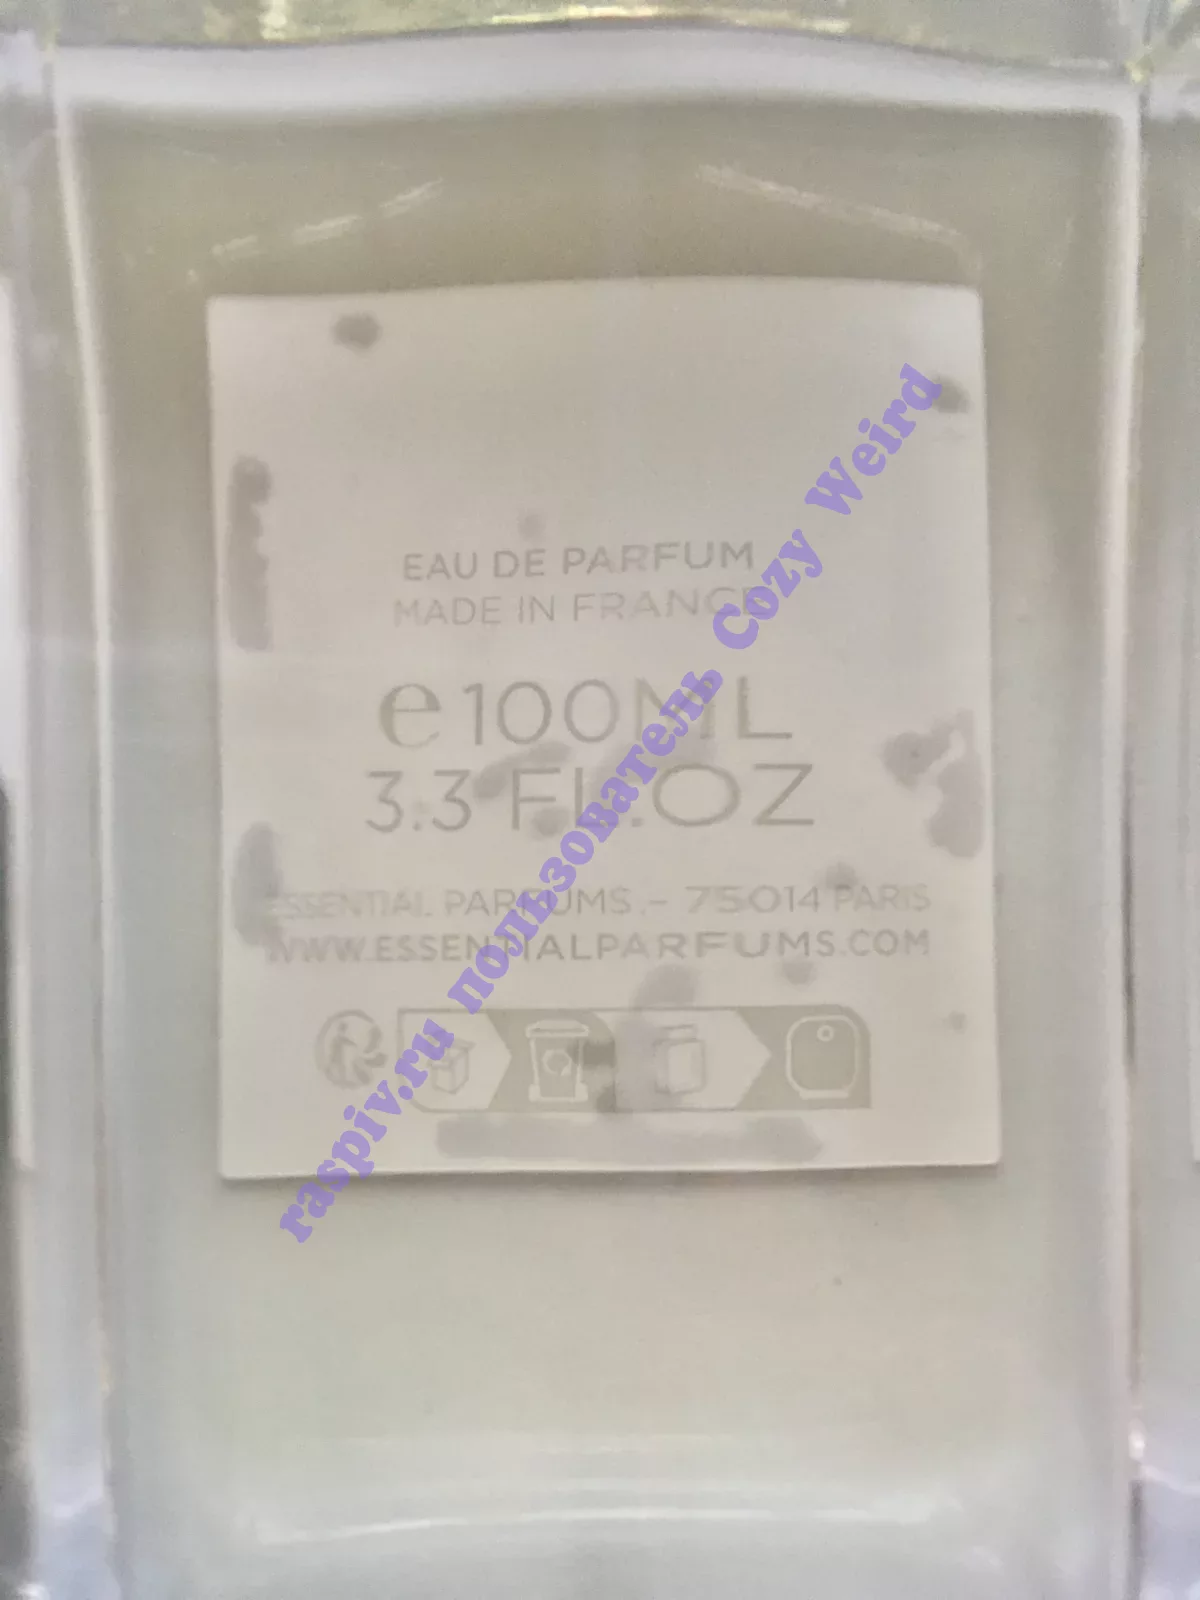 EAU DE PARFUM
MADE IN FRANCE
e 100ML
3.3 FL.OZ
ESSENTIAL PARFUMS - 75014 PARIS
WWW.ESSENTIALPARFUMS.COM
raspiv.ru пользователь Cozy Weird